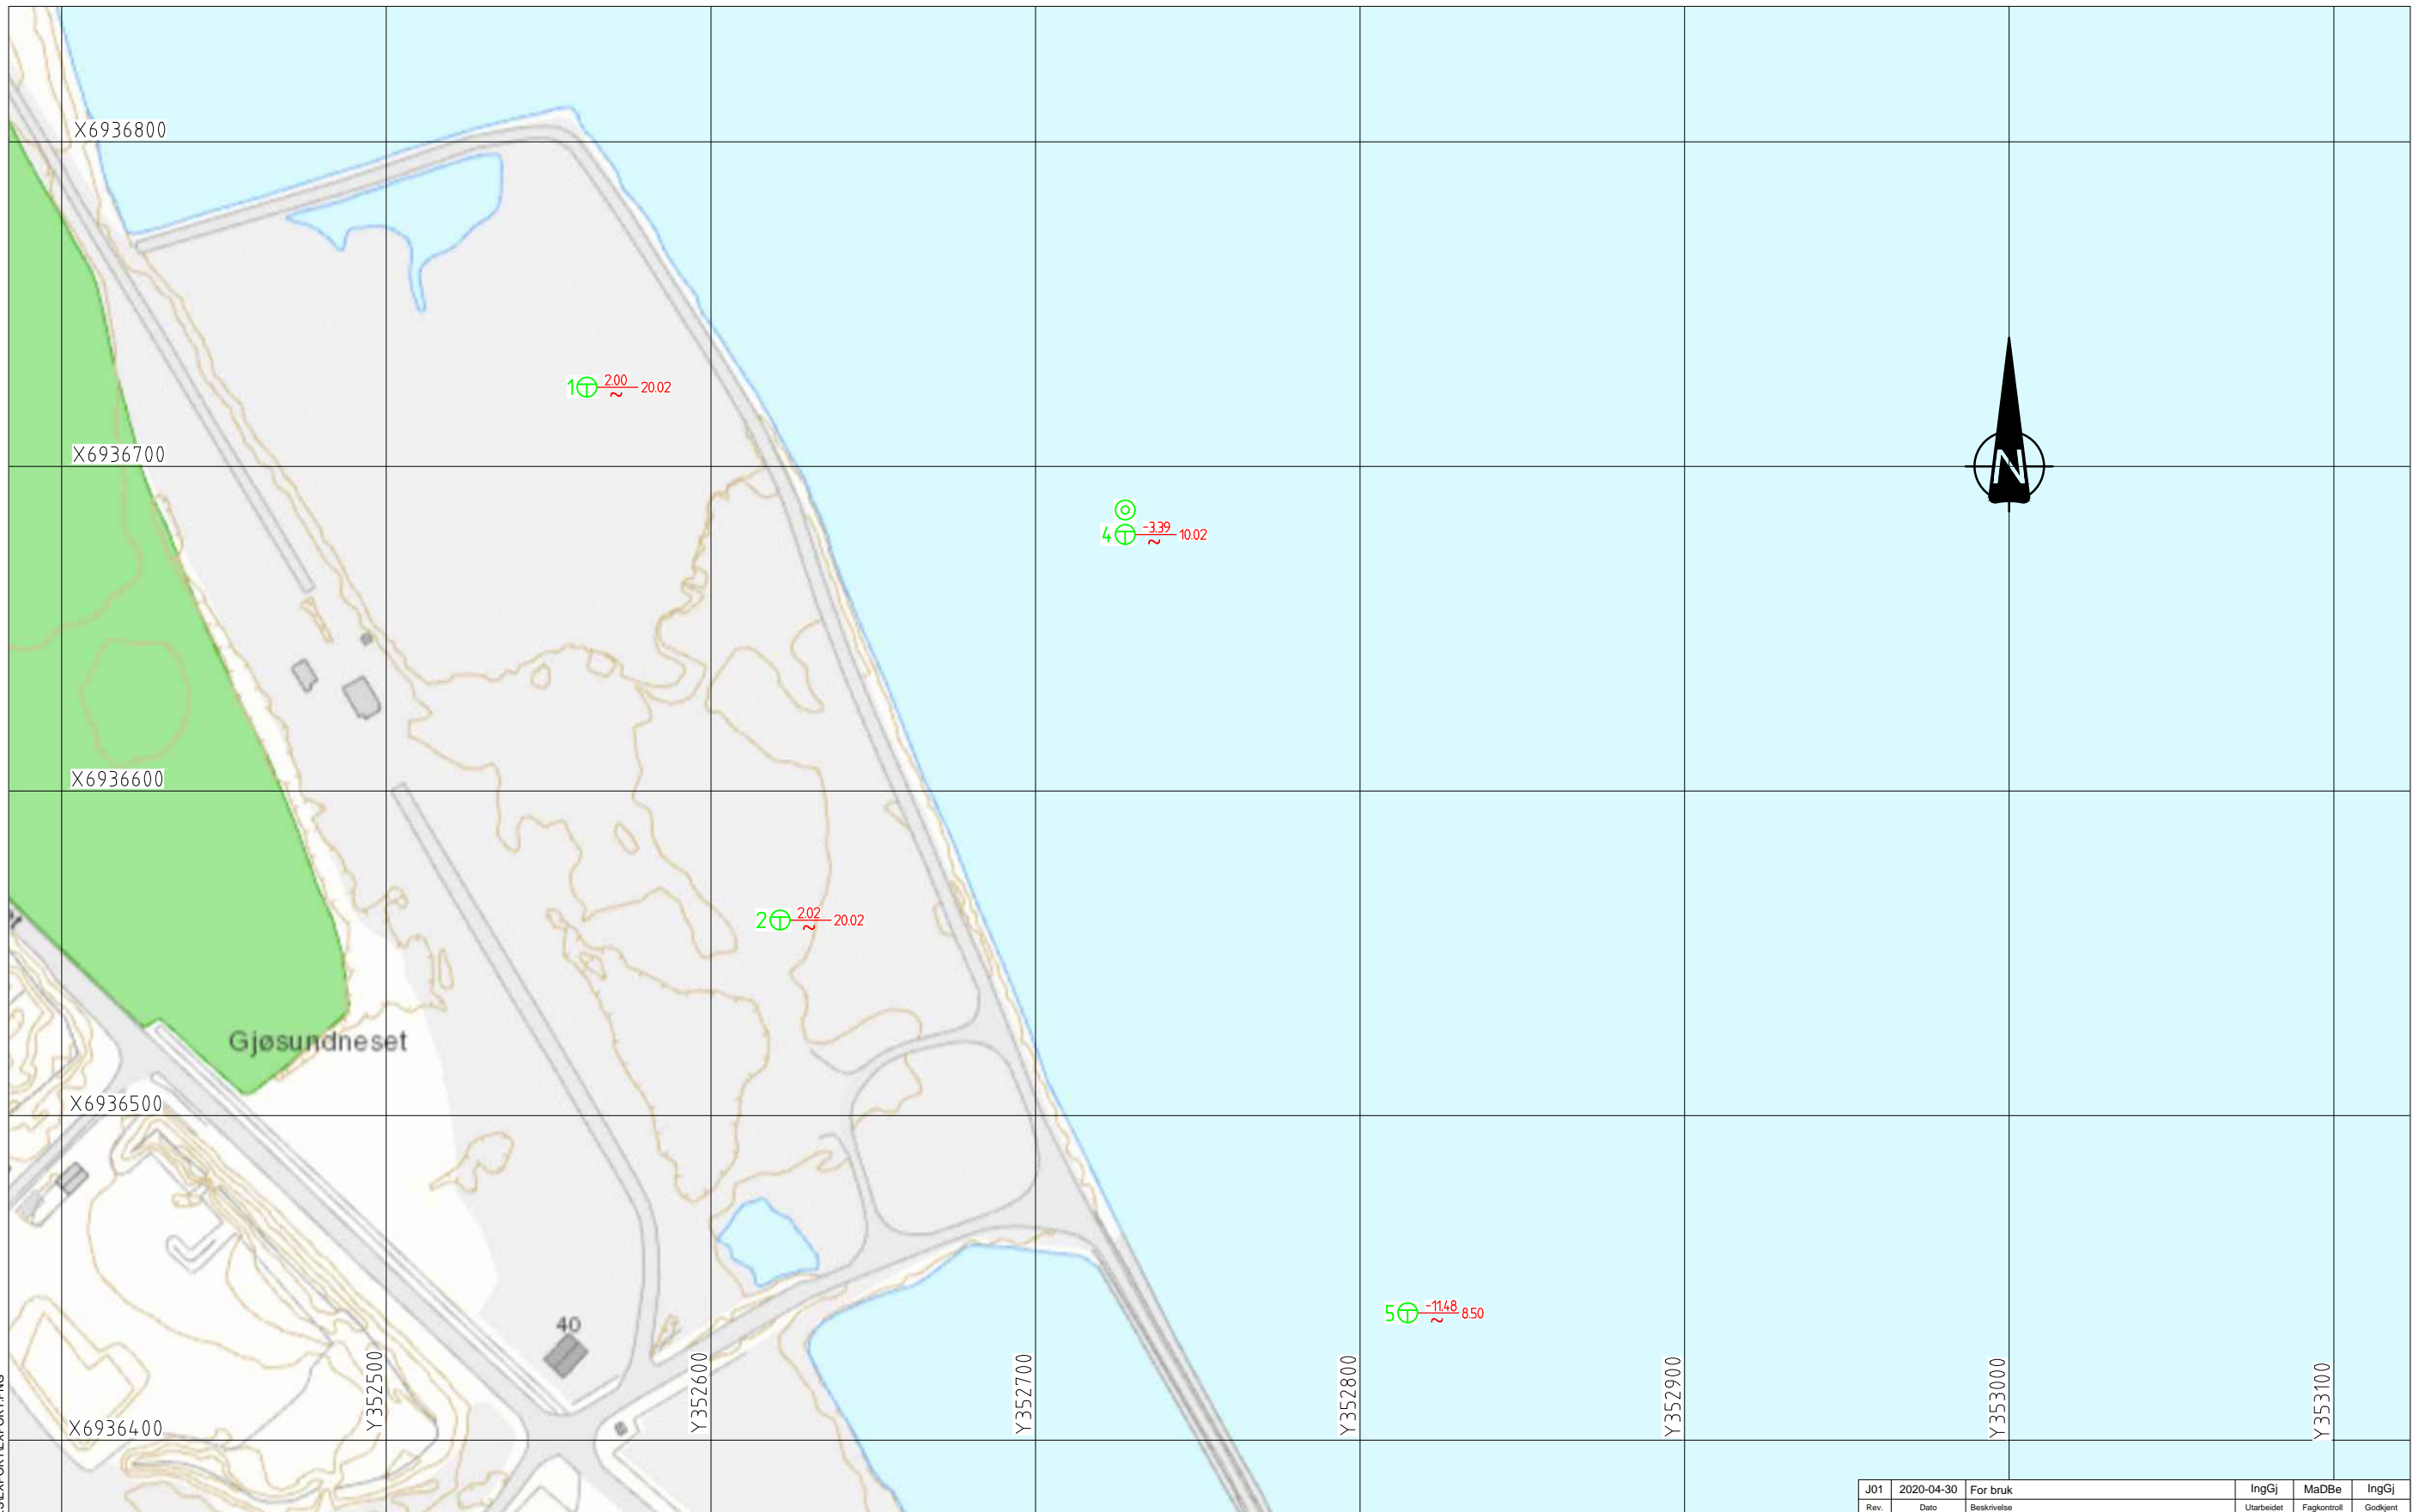 X6936800
1 2.00 20.02
~
X6936700
N
4 -3.39 10.02
~
X6936600
2 2.02 20.02
~
Gjøsundneset
X6936500
5 -11.48 8.50
~
40
Y352500
Y352600
Y352700
Y352800
Y352900
Y353000
Y353100
X6936400
J01 2020-04-30 For bruk IngGj MaDBe IngGj
Rev. Dato Beskrivelse Utarbeidet Fagkontroll Godkjent